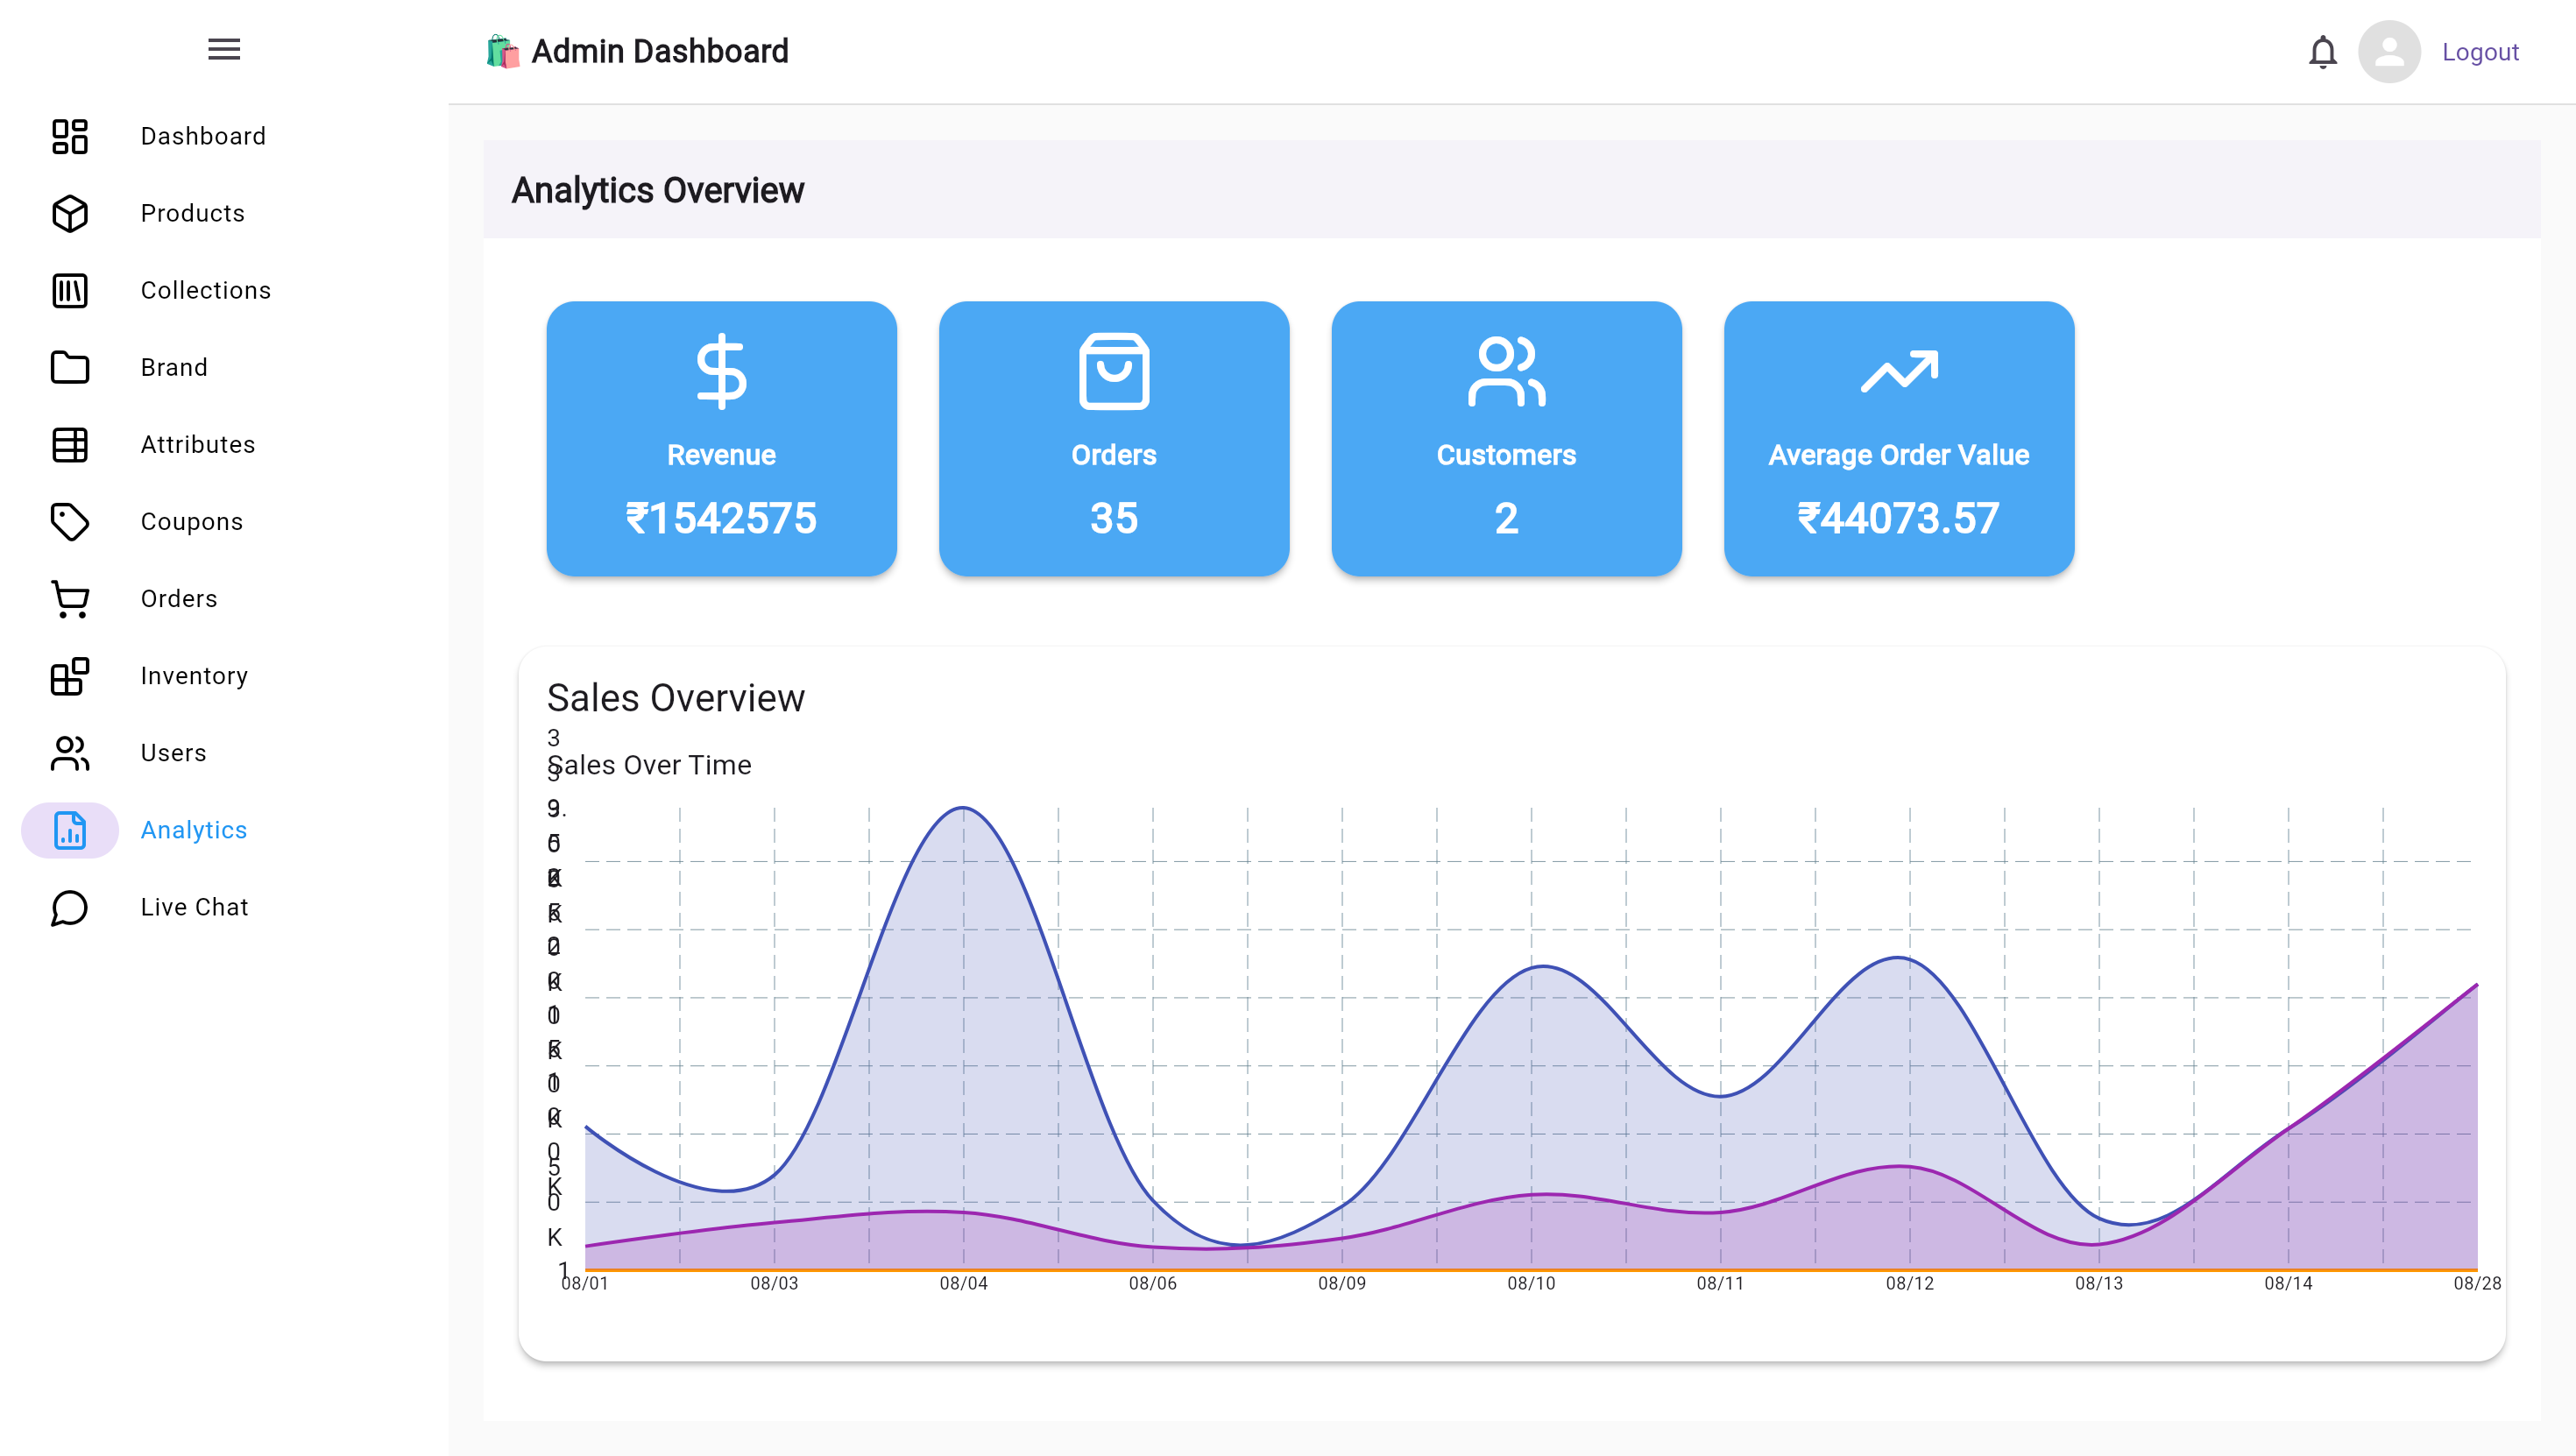 Admin Dashboard
Logout
Dashboard
Products
Collections
Brand
Attributes
Coupons
Orders
Inventory
Users
Analytics
Live Chat
Analytics Overview
Revenue
₹1542575
Orders
35
Customers
2
Average Order Value
₹44073.57
Sales Overview
Sales Over Time
08/01 08/03 08/04 08/06 08/09 08/10 08/11 08/12 08/13 08/14 08/28